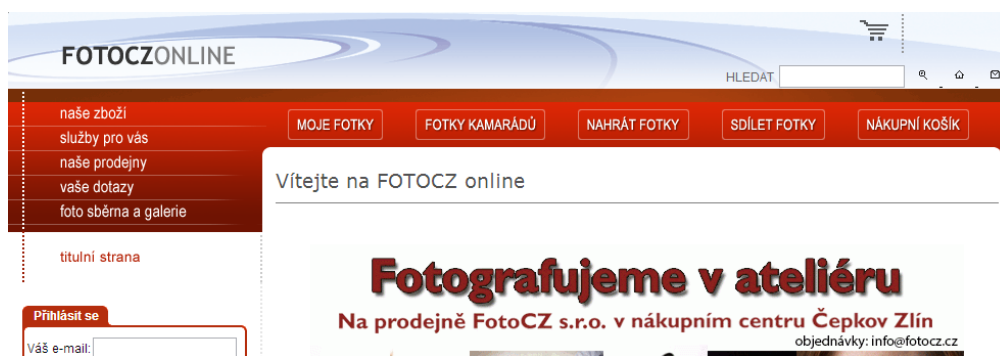 FOTOCZONLINE
HLEDAT
naše zboží
služby pro vás
naše prodejny
vaše dotazy
foto sběrna a galerie
titulní strana
Přihlásit se
Váš e-mail:
MOJE FOTKY
FOTKY KAMARÁDŮ
NAHRÁT FOTKY
SDÍLET FOTKY
NÁKUPNÍ KOŠÍK
Vítejte na FOTOCZ online
Fotografujeme v ateliéru
Na prodejně FotoCZ s.r.o. v nákupním centru Čepkov Zlín
objednávky: info@fotocz.cz